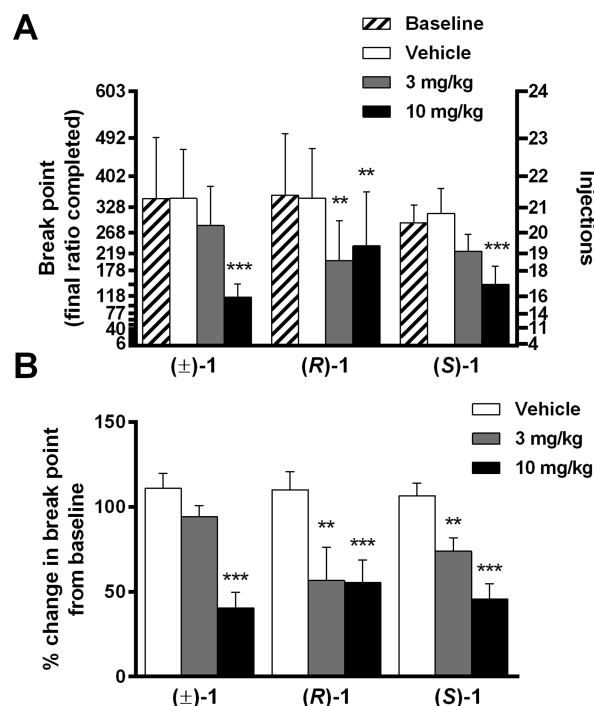 A
Baseline
Vehicle
3 mg/kg
10 mg/kg
Break point
(final ratio completed)
603
492
402
328
268
219
178
118
77
40
6
24
23
22
21
20
19
18
16
14
11
4
Injections
***
**
**
***
(±)-1
(R)-1
(S)-1
B
Vehicle
3 mg/kg
10 mg/kg
% change in break point
from baseline
150
100
50
0
***
**
***
**
***
(±)-1
(R)-1
(S)-1